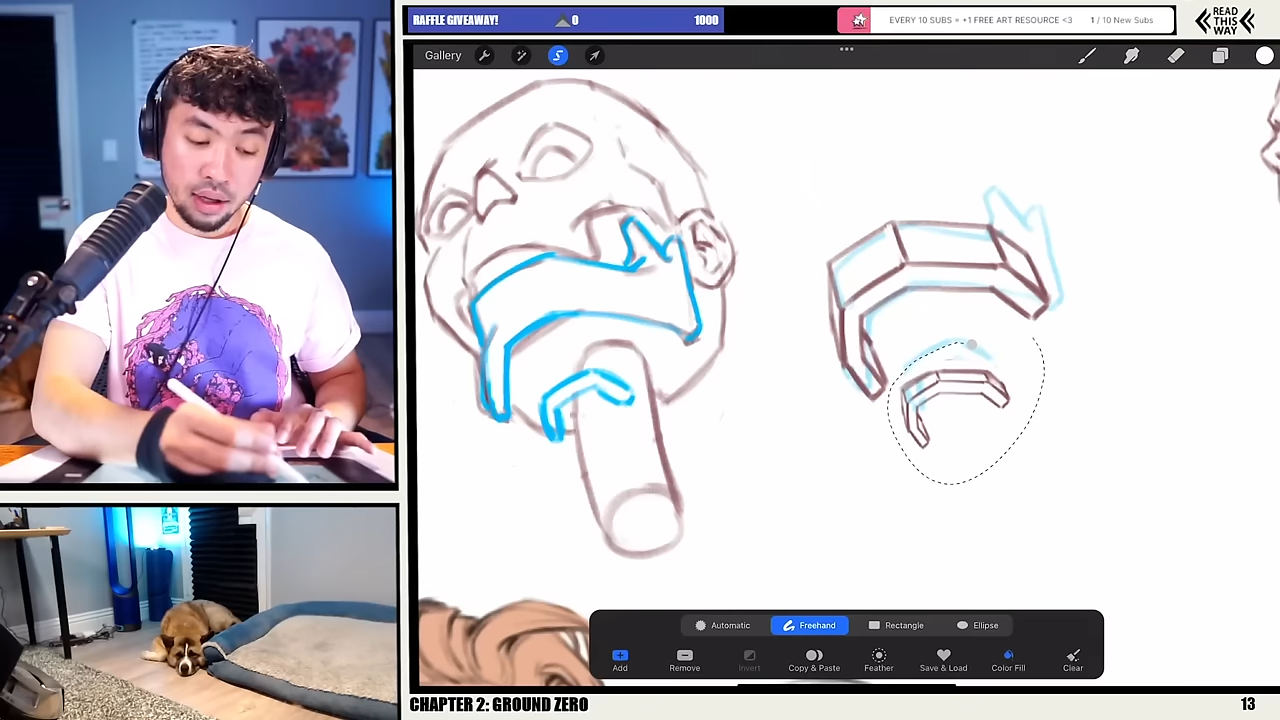 RAFFLE GIVEAWAY! 0 1000
EVERY 10 SUBS = +1 FREE ART RESOURCE <3 1 / 10 New Subs
READ
THIS
WAY
Gallery
Automatic Freehand Rectangle Ellipse
Add Remove Invert Copy & Paste Feather Save & Load Color Fill Clear
CHAPTER 2: GROUND ZERO 13